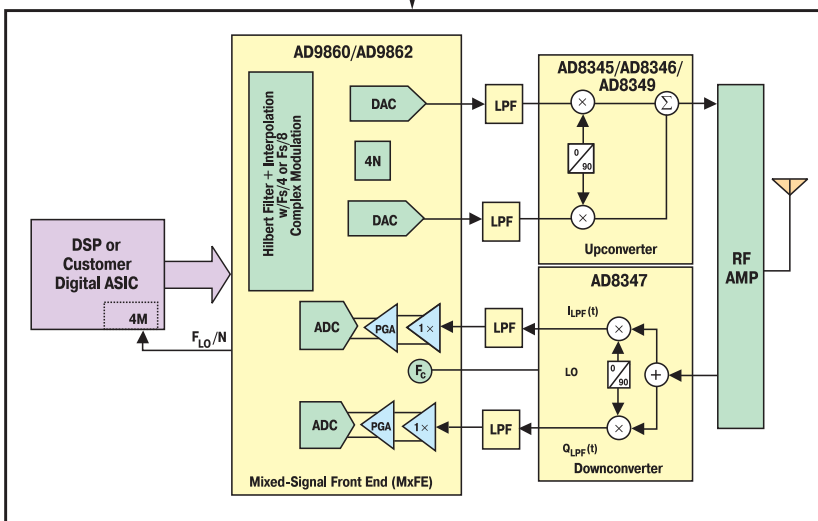 AD9860/AD9862
Hilbert Filter + Interpolation
w/Fs/4 or Fs/8
Complex Modulation
DAC
4N
DAC
LPF
LPF
AD8345/AD8346/
AD8349
×
Σ
0
90
×
Upconverter
DSP or
Customer
Digital ASIC
4M
FLO/N
RF
AMP
ADC
PGA
1×
LPF
Fc
ADC
PGA
1×
LPF
AD8347
ILPF(t)
×
LO
0
90
+
×
QLPF(t)
Downconverter
Mixed-Signal Front End (MxFE)